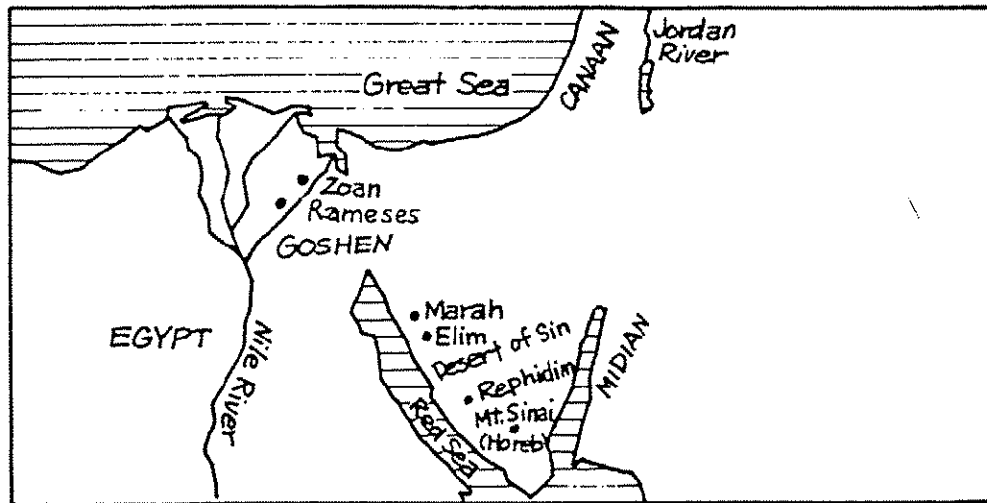 Great Sea
CANAAN
Jordan
River
Zoan
Rameses
GOSHEN
EGYPT
Nile River
Marah
Elim
Desert of Sin
Rephidim
Mt. Sinai
(Horeb)
Red Sea
MIDIAN